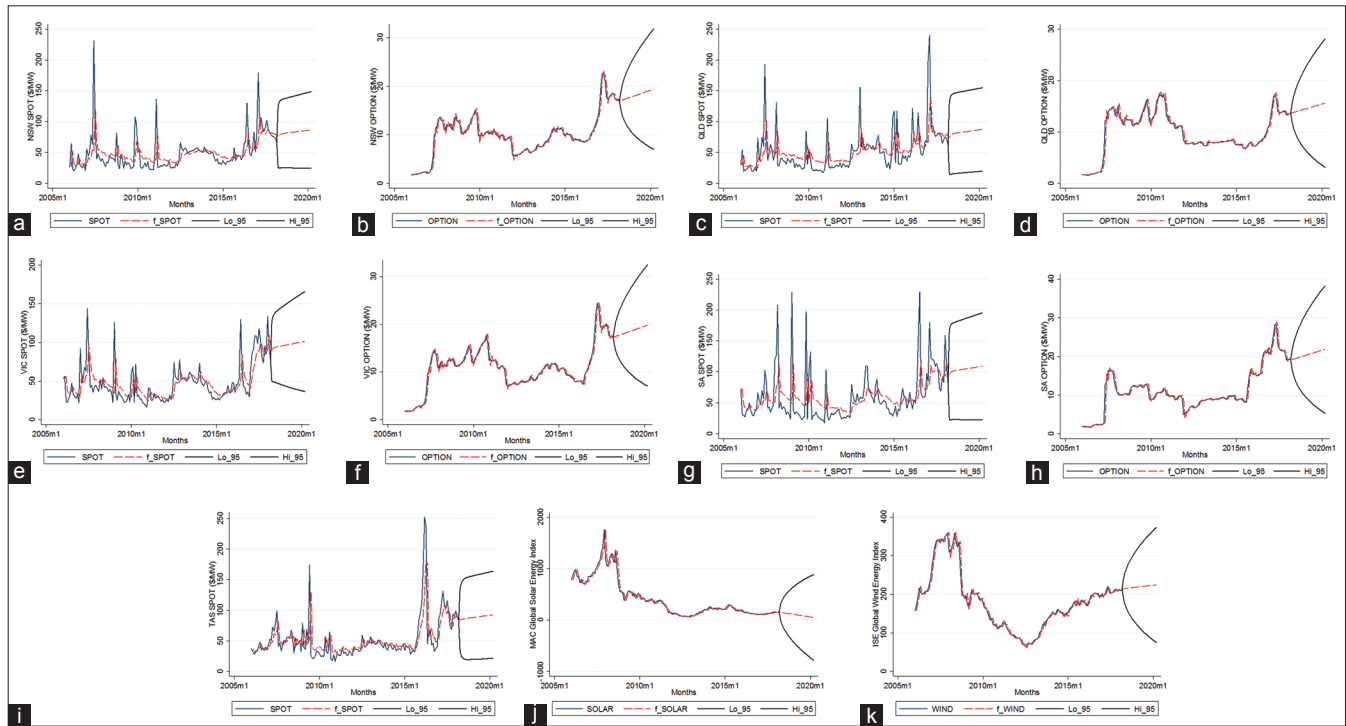 NSW SPOT ($/MW)
250
200
150
100
50
0
2005m1 2010m1 2015m1 2020m1
Months
SPOT f_SPOT Lo_95 Hi_95
a
NSW OPTION ($/MW)
30
20
10
0
2005m1 2010m1 2015m1 2020m1
Months
OPTION f_OPTION Lo_95 Hi_95
b
QLD SPOT ($/MW)
250
200
150
100
50
0
2005m1 2010m1 2015m1 2020m1
Months
SPOT f_SPOT Lo_95 Hi_95
c
QLD OPTION ($/MW)
30
20
10
0
2005m1 2010m1 2015m1 2020m1
Months
OPTION f_OPTION Lo_95 Hi_95
d
VIC SPOT ($/MW)
200
150
100
50
0
2005m1 2010m1 2015m1 2020m1
Months
SPOT f_SPOT Lo_95 Hi_95
e
VIC OPTION ($/MW)
30
20
10
0
2005m1 2010m1 2015m1 2020m1
Months
OPTION f_OPTION Lo_95 Hi_95
f
SA SPOT ($/MW)
250
200
150
100
50
0
2005m1 2010m1 2015m1 2020m1
Months
SPOT f_SPOT Lo_95 Hi_95
g
SA OPTION ($/MW)
40
30
20
10
0
2005m1 2010m1 2015m1 2020m1
Months
OPTION f_OPTION Lo_95 Hi_95
h
TAS SPOT ($/MW)
250
200
150
100
50
0
2005m1 2010m1 2015m1 2020m1
Months
SPOT f_SPOT Lo_95 Hi_95
i
MAC Global Solar Energy Index
2000
1000
0
-1000
2005m1 2010m1 2015m1 2020m1
Months
SOLAR f_SOLAR Lo_95 Hi_95
j
ISE Global Wind Energy Index
400
300
200
100
0
2005m1 2010m1 2015m1 2020m1
Months
WIND f_WIND Lo_95 Hi_95
k